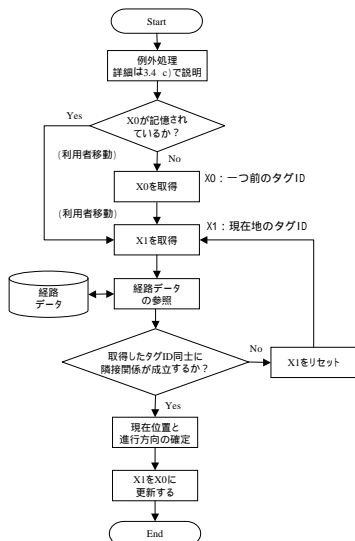 Start
例外処理
詳細は3.4 c)で説明
Yes
X0が記憶され
ているか？
(利用者移動)
No
X0を取得
X0：一つ前のタグID
(利用者移動)
X1：現在地のタグID
X1を取得
経路
データ
経路データ
の参照
取得したタグID同士に
隣接関係が成立するか？
No
X1をリセット
Yes
現在位置と
進行方向の確定
X1をX0に
更新する
End